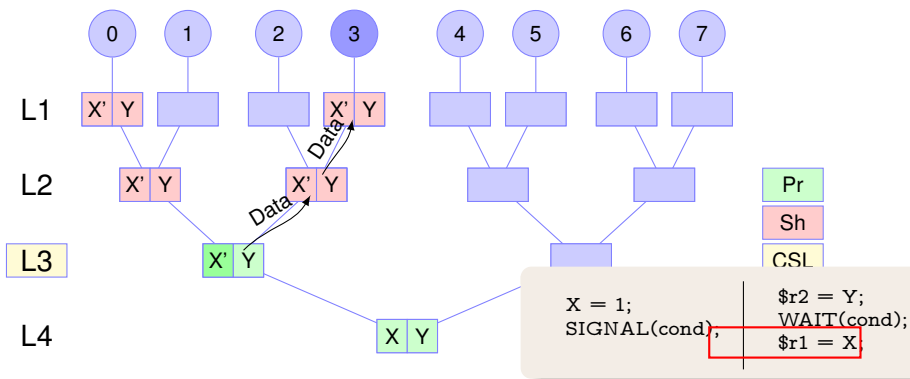 0 1 2 3 4 5 6 7
L1 X' Y X' Y
Data
L2 X' Y X' Y Pr
Data
Sh
L3 X' Y CSL
X = 1; $r2 = Y;
SIGNAL(cond); WAIT(cond);
L4 X Y $r1 = X;